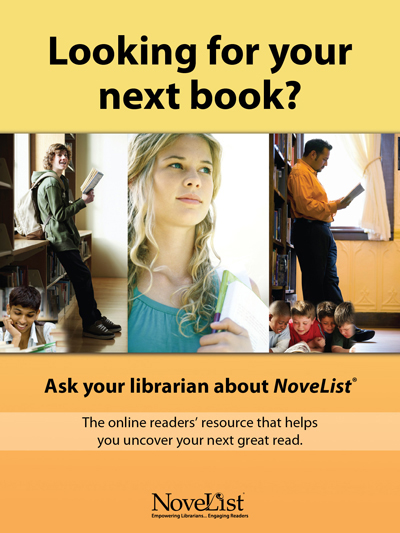 Looking for your
next book?
Ask your librarian about NoveList®
The online readers’ resource that helps
you uncover your next great read.
NoveList®
Empowering Librarians... Engaging Readers